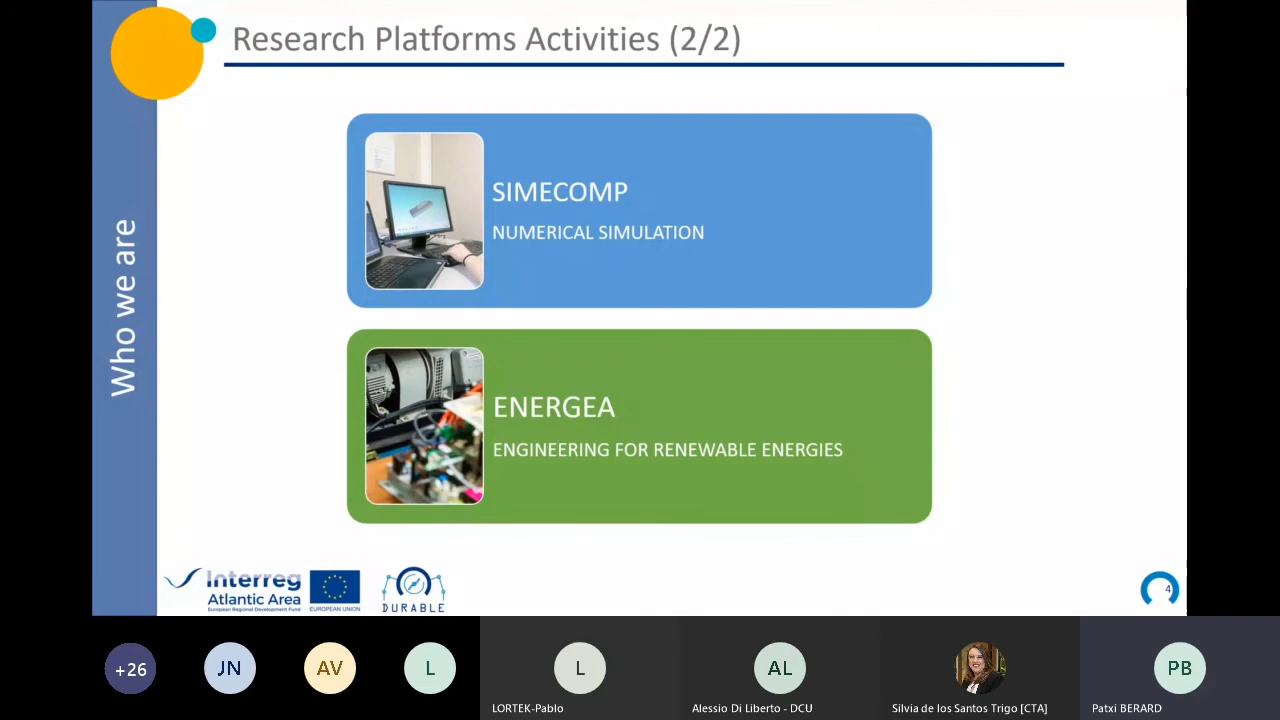 Research Platforms Activities (2/2)
Who we are
SIMECOMP
NUMERICAL SIMULATION
ENERGEA
ENGINEERING FOR RENEWABLE ENERGIES
Interreg
Atlantic Area
European Regional Development Fund
EUROPEAN UNION
DURABLE
4
+26
JN
AV
L
L
AL
PB
LORTEK-Pablo
Alessio Di Liberto - DCU
Silvia de los Santos Trigo [CTA]
Patxi BERARD